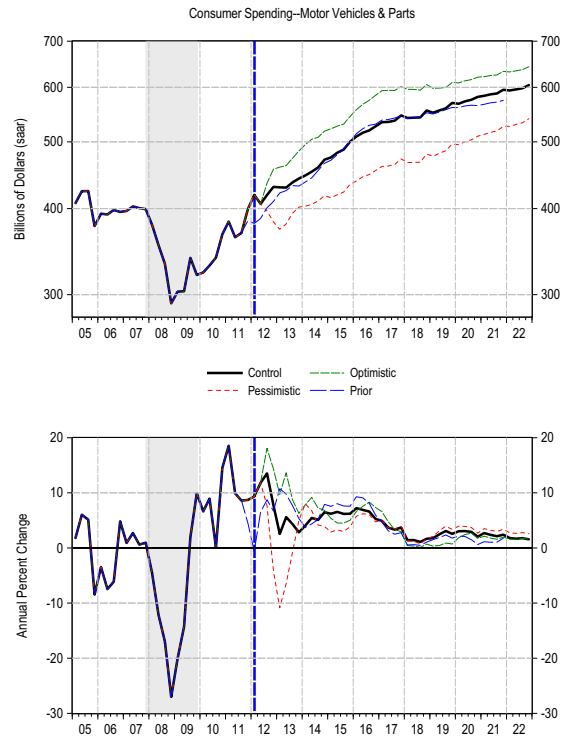 Consumer Spending--Motor Vehicles & Parts
700 700
600 600
500 500
400 400
300 300
Billions of Dollars (saar)
05 06 07 08 09 10 11 12 13 14 15 16 17 18 19 20 21 22
Control Optimistic
Pessimistic Prior
20 20
10 10
0 0
-10 -10
-20 -20
-30 -30
Annual Percent Change
05 06 07 08 09 10 11 12 13 14 15 16 17 18 19 20 21 22